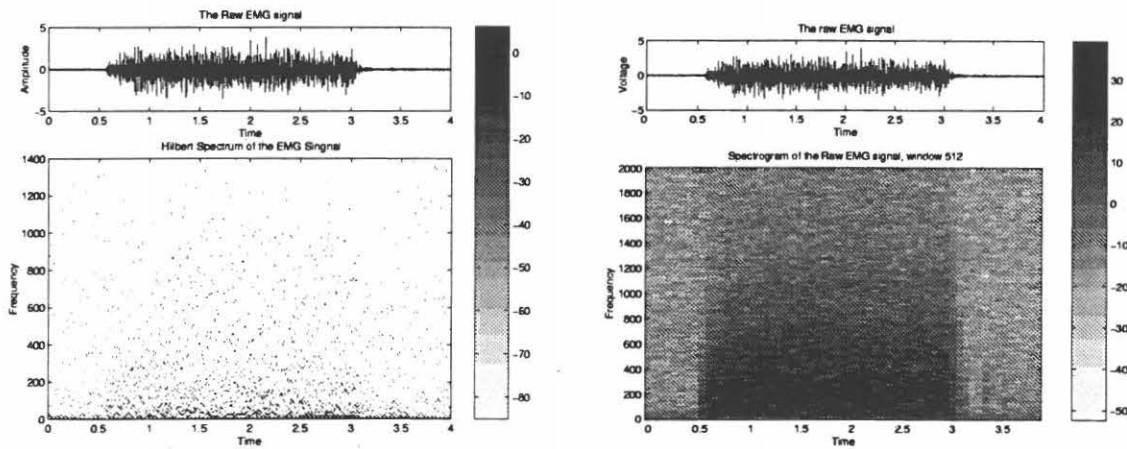 The Raw EMG signal
Amplitude
5
0
-5
0 0.5 1 1.5 2 2.5 3 3.5 4
Time
Hilbert Spectrum of the EMG Singnal
Frequency
1400
1200
1000
800
600
400
200
0
0 0.5 1 1.5 2 2.5 3 3.5 4
Time
0
-10
-20
-30
-40
-50
-60
-70
-80
The raw EMG signal
Voltage
5
0
-5
0 0.5 1 1.5 2 2.5 3 3.5 4
Time
Spectrogram of the Raw EMG signal, window 512
Frequency
2000
1800
1600
1400
1200
1000
800
600
400
200
0
0 0.5 1 1.5 2 2.5 3 3.5
Time
30
20
10
0
-10
-20
-30
-40
-50